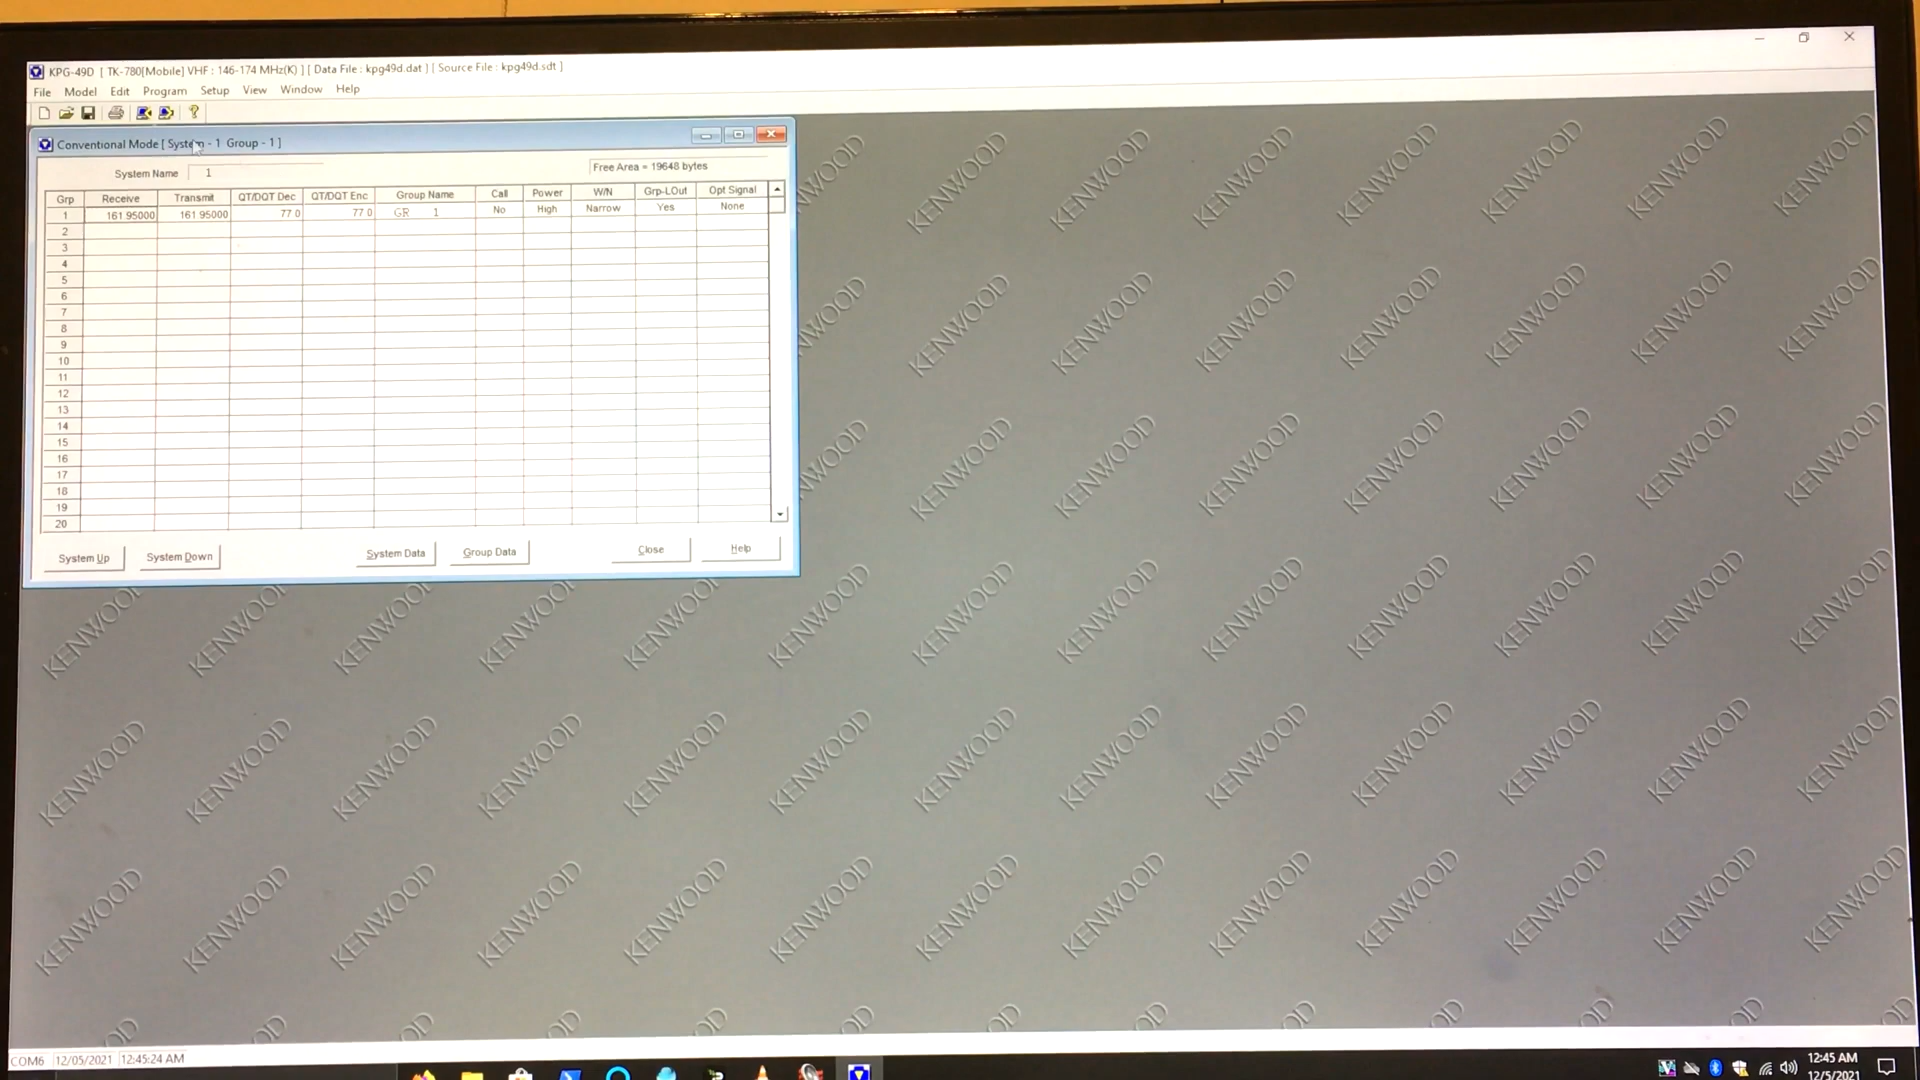 KPG-49D [ TK-780[Mobile] VHF : 146-174 MHz(K) ] [ Data File : kpg49d.dat ] [ Source File : kpg49d.sdt ]
File Model Edit Program Setup View Window Help
Conventional Mode [ System - 1 Group - 1 ]
System Name 1 Free Area = 19648 bytes
Grp Receive Transmit QT/DQT Dec QT/DQT Enc Group Name Call Power W/N Grp-LOut Opt Signal
1 161.95000 161.95000 77.0 77.0 GR 1 No High Narrow Yes None
2
3
4
5
6
7
8
9
10
11
12
13
14
15
16
17
18
19
20
System Up System Down System Data Group Data Close Help
KENWOOD
COM6 12/05/2021 12:45:24 AM
12:45 AM
12/5/2021